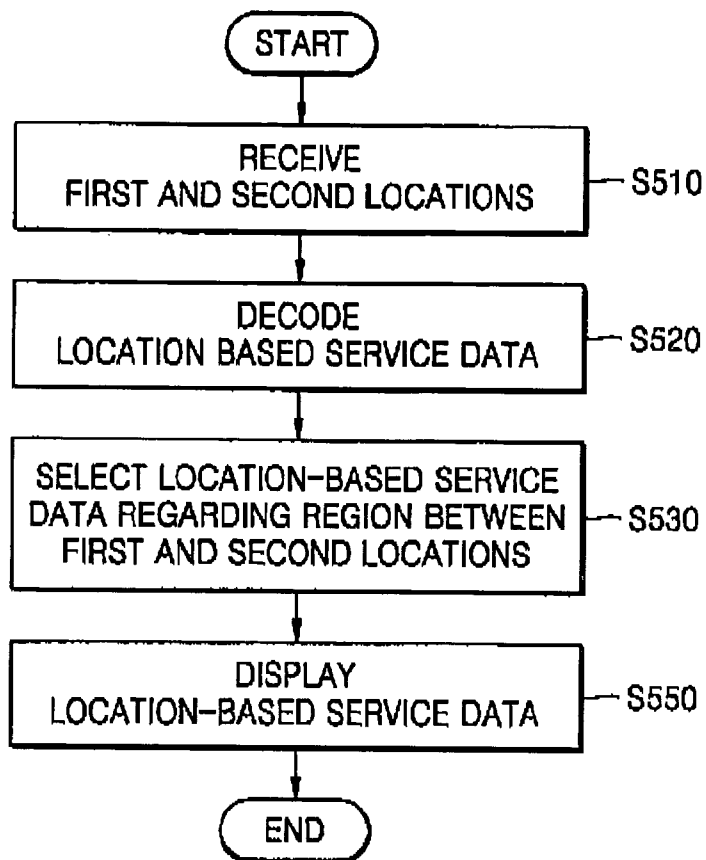 START
RECEIVE
FIRST AND SECOND LOCATIONS
S510
DECODE
LOCATION BASED SERVICE DATA
S520
SELECT LOCATION-BASED SERVICE
DATA REGARDING REGION BETWEEN
FIRST AND SECOND LOCATIONS
S530
DISPLAY
LOCATION-BASED SERVICE DATA
S550
END